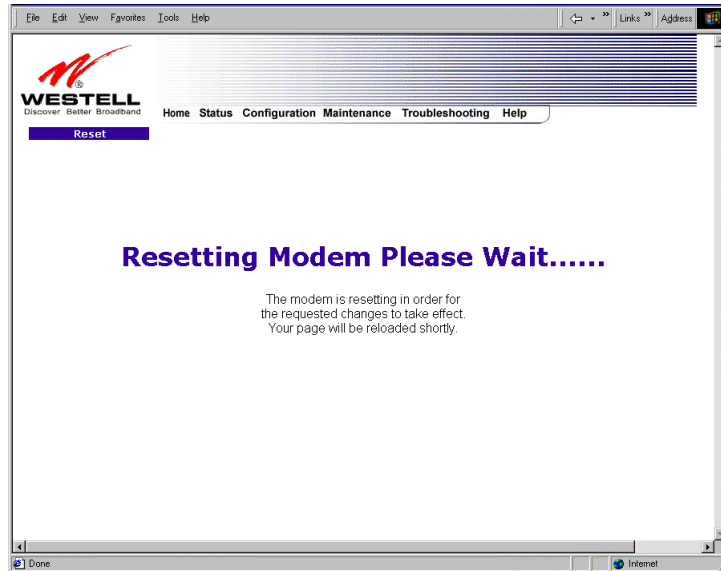 File Edit View Favorites Tools Help Links » Address
WESTELL
Discover Better Broadband
Home Status Configuration Maintenance Troubleshooting Help
Reset
Resetting Modem Please Wait......
The modem is resetting in order for
the requested changes to take effect.
Your page will be reloaded shortly.
Done Internet